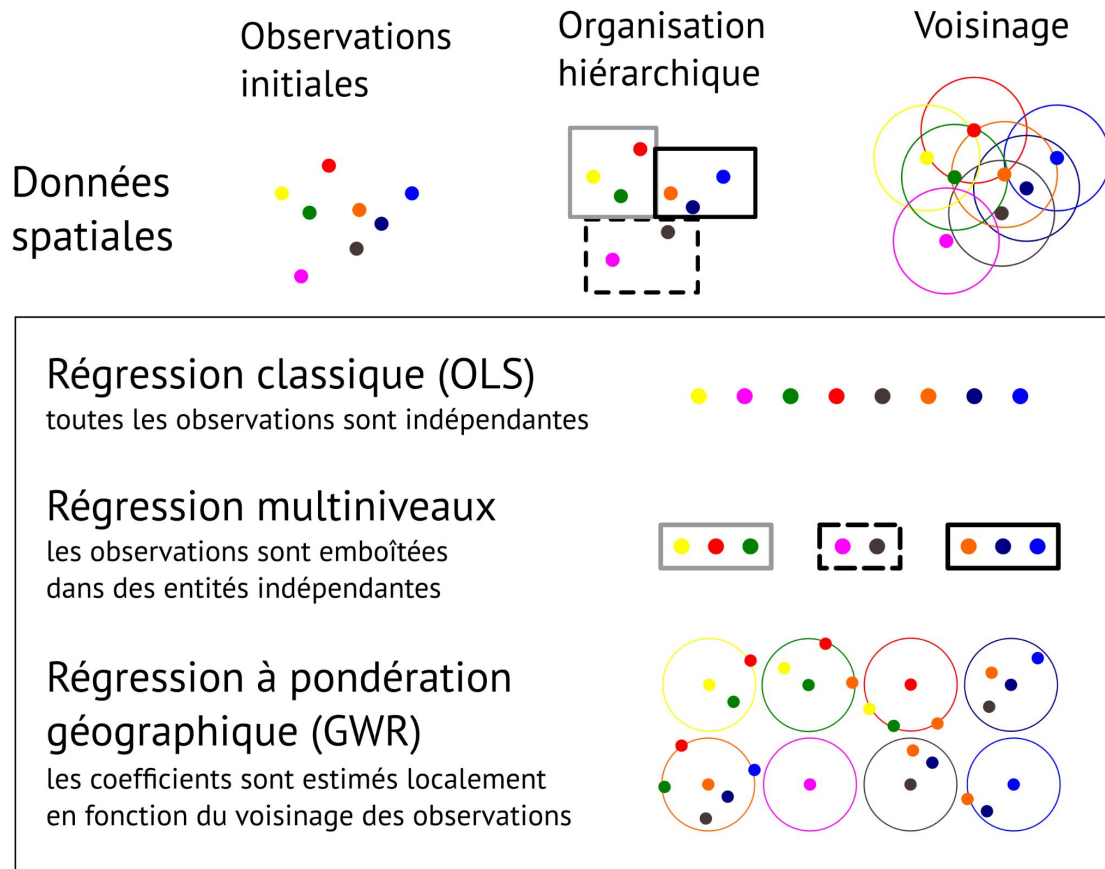 Observations
initiales
Organisation
hiérarchique
Voisinage
Données
spatiales
Régression classique (OLS)
toutes les observations sont indépendantes
Régression multiniveaux
les observations sont emboîtées
dans des entités indépendantes
Régression à pondération
géographique (GWR)
les coefficients sont estimés localement
en fonction du voisinage des observations